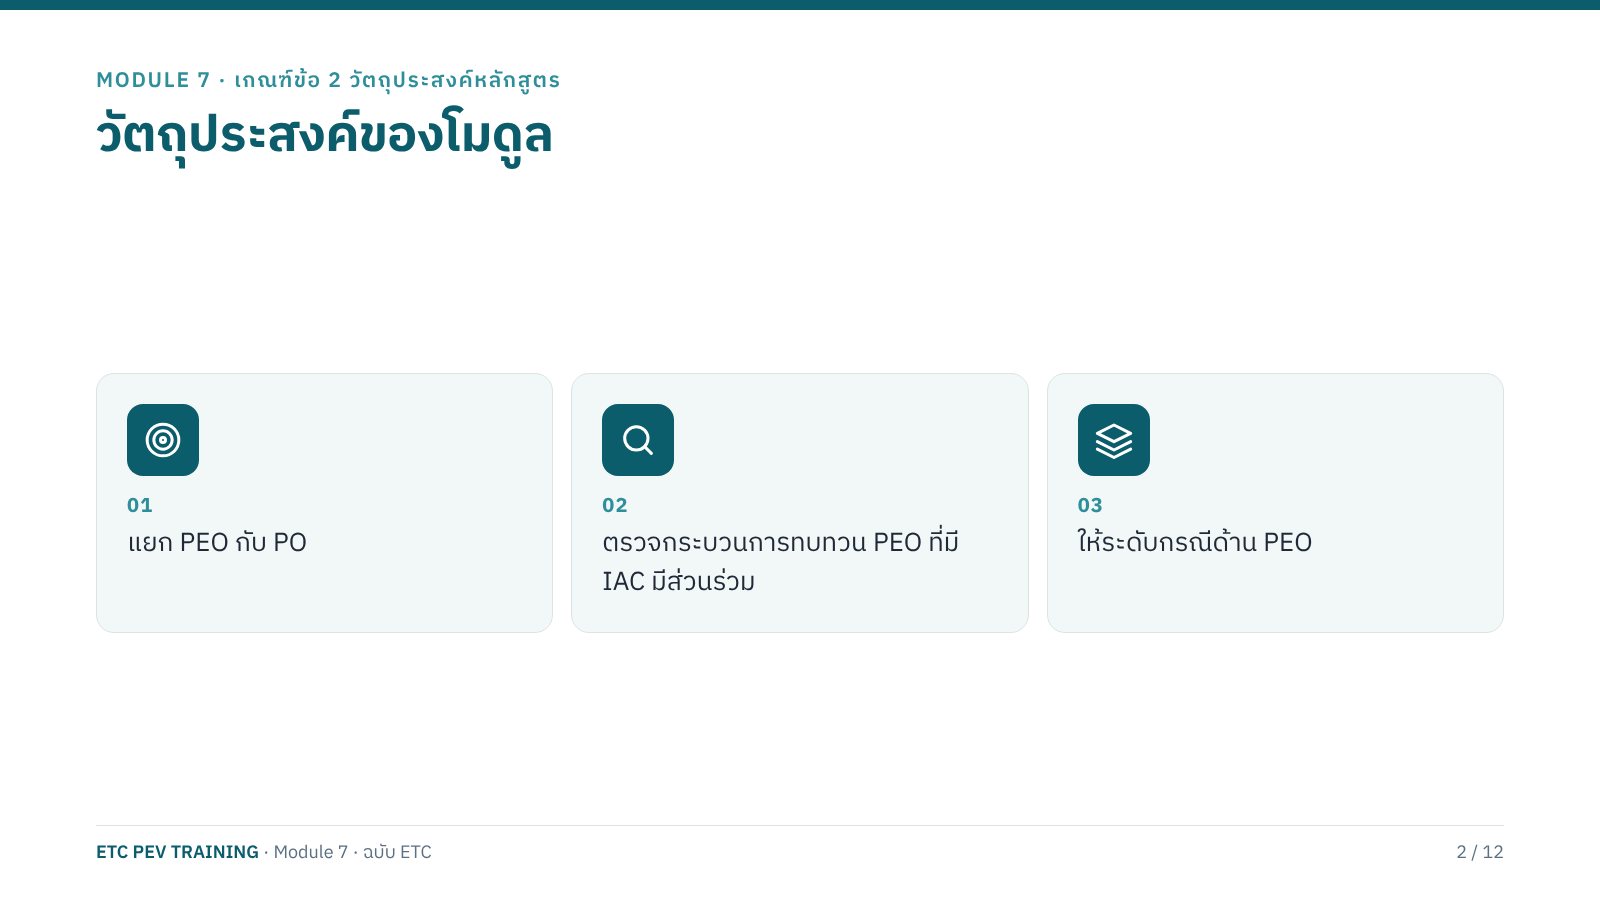 MODULE 7 · เกณฑ์ข้อ 2 วัตถุประสงค์หลักสูตร
วัตถุประสงค์ของโมดูล
01
แยก PEO กับ PO
02
ตรวจกระบวนการทบทวน PEO ที่มี
IAC มีส่วนร่วม
03
ให้ระดับกรณีด้าน PEO
ETC PEV TRAINING · Module 7 · ฉบับ ETC
2 / 12